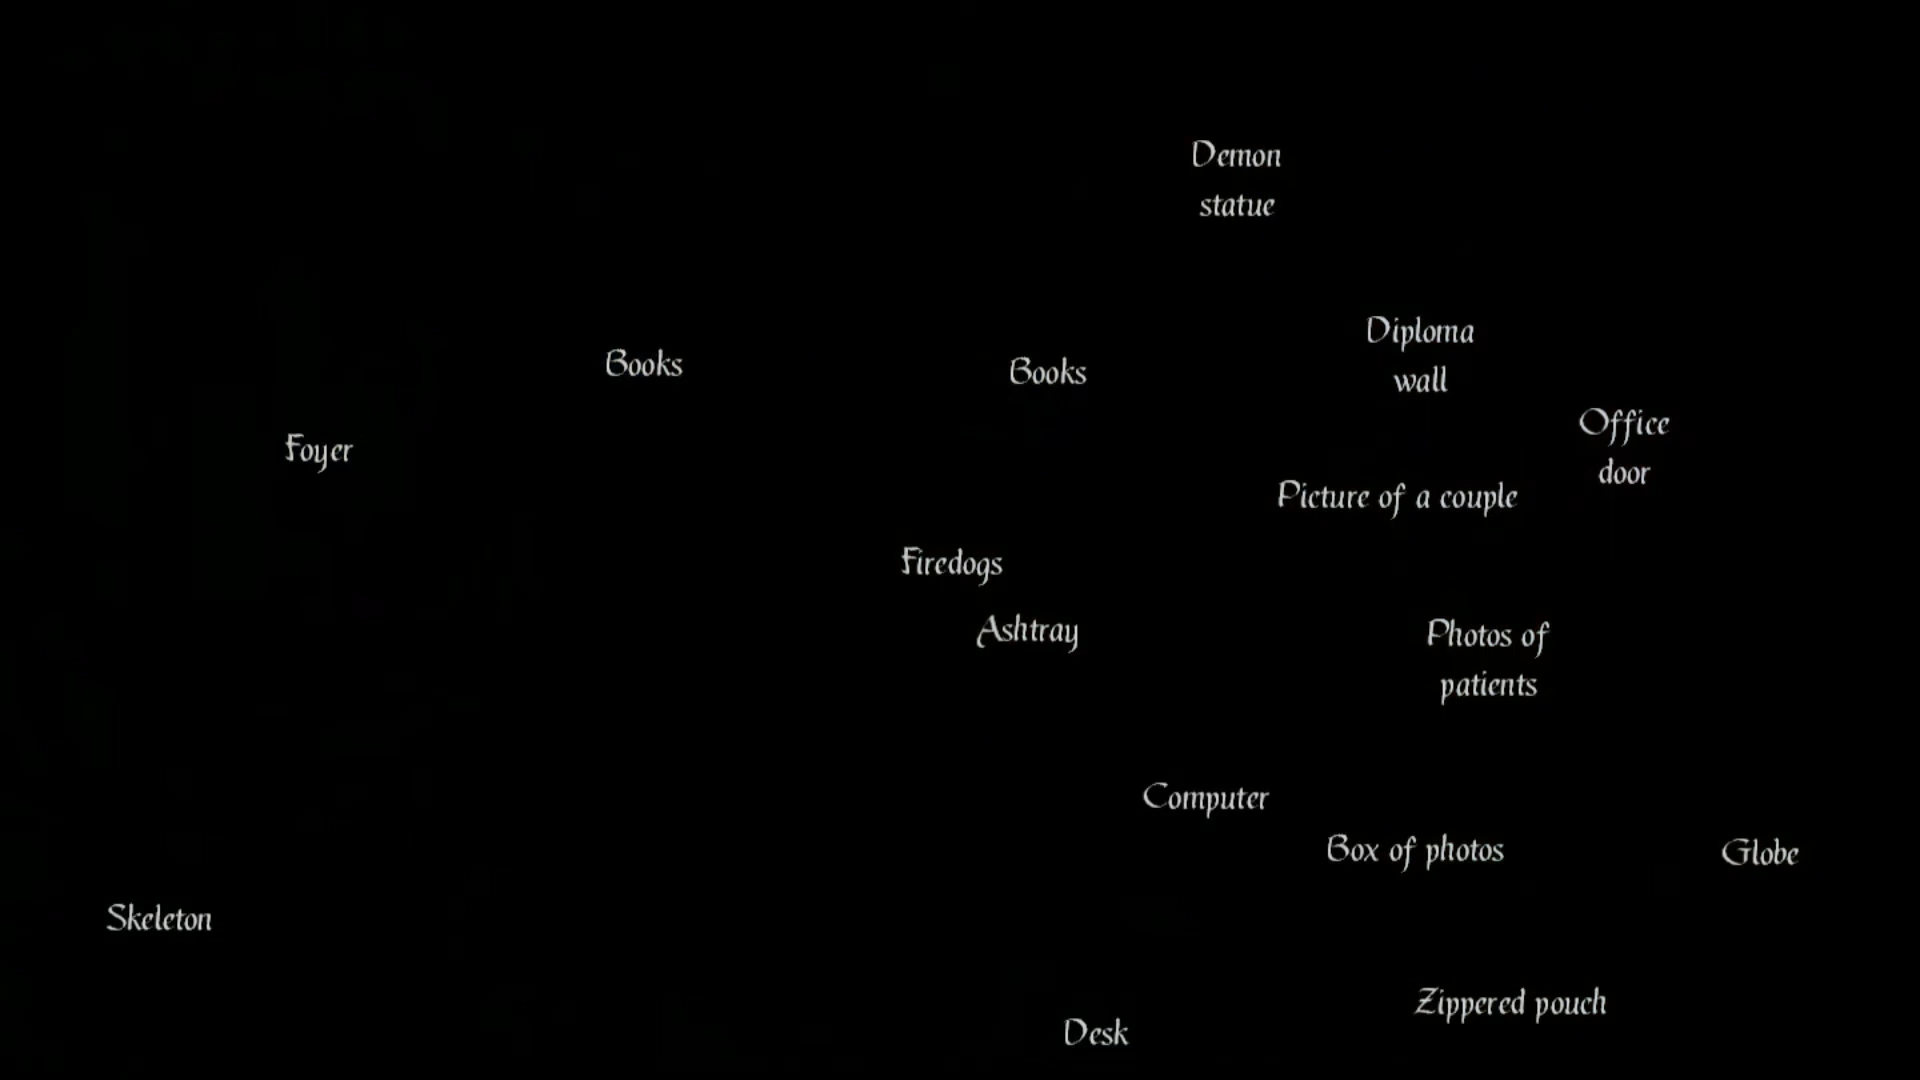 Demon
statue
Diploma
wall
Books
Books
Office
door
Foyer
Picture of a couple
Firedogs
Ashtray
Photos of
patients
Computer
Box of photos
Globe
Skeleton
Zippered pouch
Desk